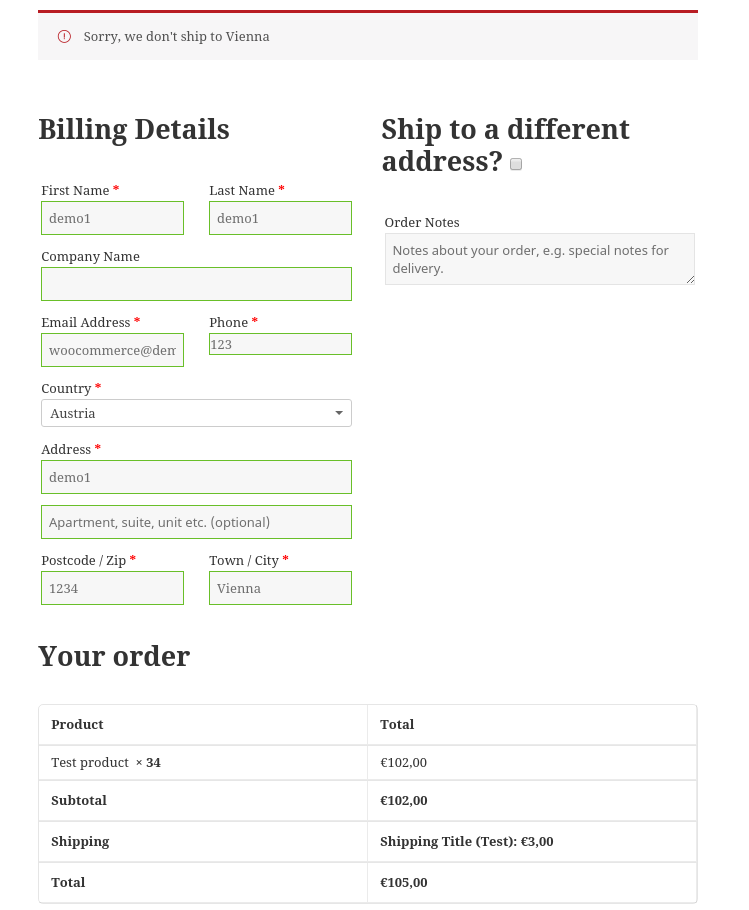 Sorry, we don't ship to Vienna
Billing Details
First Name *
Last Name *
demo1
demo1
Company Name
Email Address *
Phone *
woocommerce@dem
123
Country *
Austria
Address *
demo1
Apartment, suite, unit etc. (optional)
Postcode / Zip *
Town / City *
1234
Vienna
Ship to a different
address?
Order Notes
Notes about your order, e.g. special notes for
delivery.
Your order
Product Total
Test product × 34 €102,00
Subtotal €102,00
Shipping Shipping Title (Test): €3,00
Total €105,00